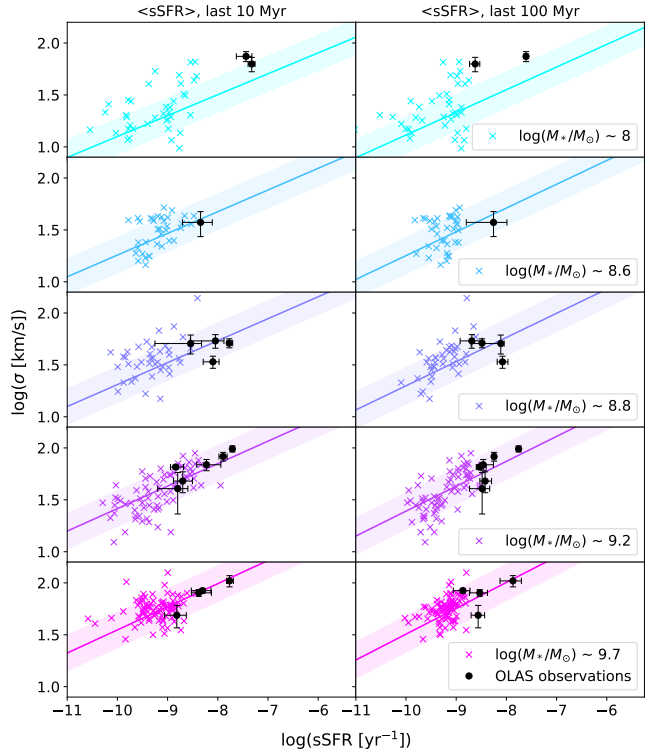 <sSFR>, last 10 Myr
<sSFR>, last 100 Myr
2.0
1.5
1.0
log(M*/M⊙) ~ 8
2.0
1.5
1.0
log(M*/M⊙) ~ 8.6
2.0
1.5
1.0
log(M*/M⊙) ~ 8.8
log(σ [km/s])
2.0
1.5
1.0
log(M*/M⊙) ~ 9.2
2.0
1.5
1.0
log(M*/M⊙) ~ 9.7
OLAS observations
−11 −10 −9 −8 −7 −6 −10 −9 −8 −7 −6
log(sSFR [yr⁻¹])